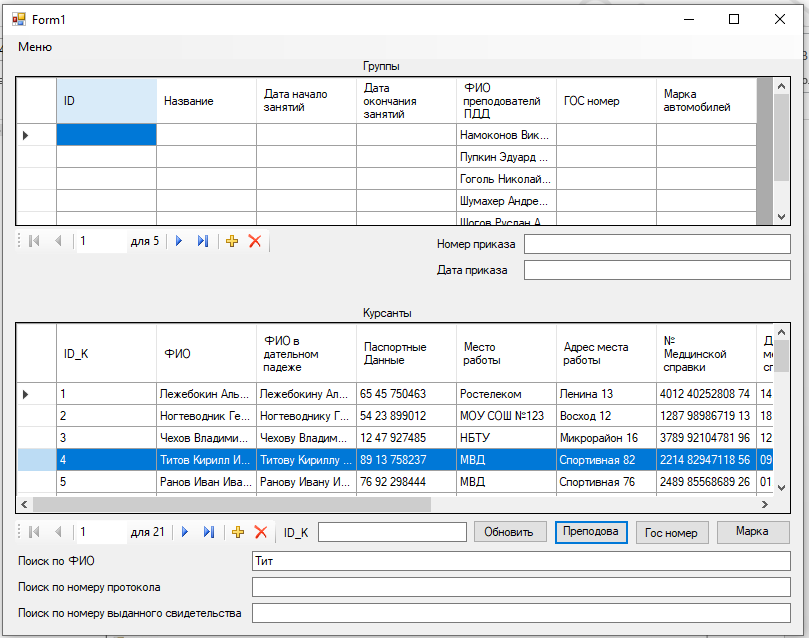 Form1
Меню
Группы
ID Название Дата начало занятий Дата окончания занятий ФИО преподователй ПДД ГОС номер Марка автомобилей
Намоконов Вик...
Пупкин Эдуард ...
Гоголь Николай...
Шумахер Андре...
Шогов Руслан А
1 для 5
Номер приказа
Дата приказа
Курсанты
ID_K ФИО ФИО в дательном падеже Паспортные Данные Место работы Адрес места работы № Медцинской справки
1 Лежебокин Аль... Лежебокину Ал... 65 45 750463 Ростелеком Ленина 13 4012 40252808 74 14
2 Ногтеводник Ге... Ногтеводнику Г... 54 23 899012 МОУ СОШ №123 Восход 12 1287 98986719 13 18
3 Чехов Владими... Чехову Владим... 12 47 927485 НБТУ Микрорайон 16 3789 92104781 96 12
4 Титов Кирилл И... Титову Кириллу ... 89 13 758237 МВД Спортивная 82 2214 82947118 56 09
5 Ранов Иван Ива... Ранову Ивану И... 76 92 298444 МВД Спортивная 76 2489 85568689 26 01
1 для 21 ID_K Обновить Преподова Гос номер Марка
Поиск по ФИО Тит
Поиск по номеру протокола
Поиск по номеру выданного свидетельства